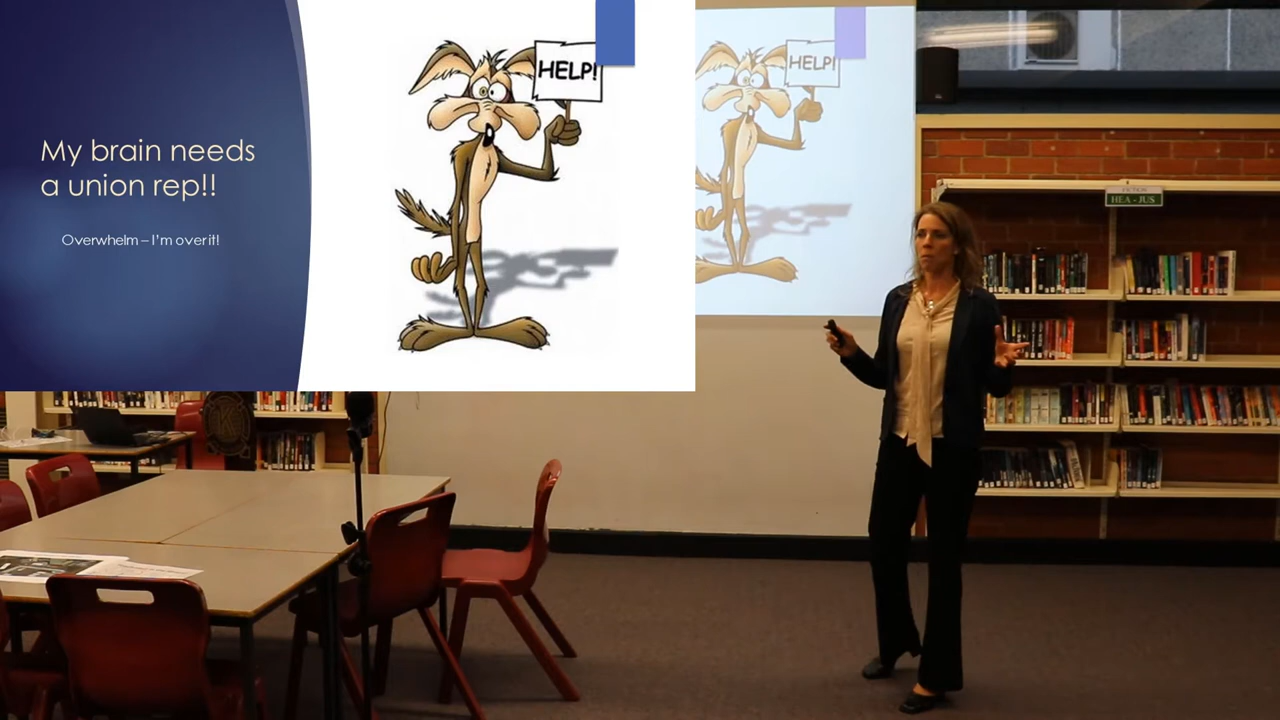 My brain needs
a union rep!!
Overwhelm – I'm over it!
HELP!
HELP!
FICTION
HEA - JUS